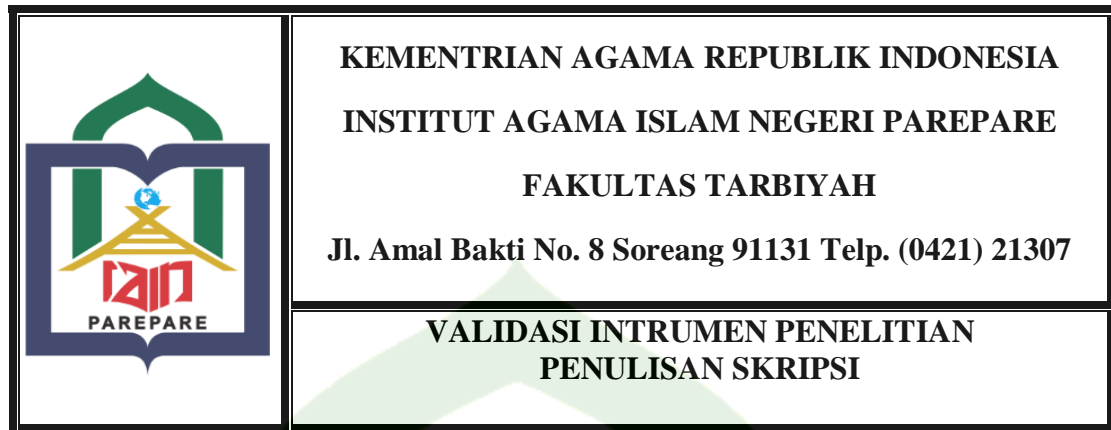 KEMENTRIAN AGAMA REPUBLIK INDONESIA
INSTITUT AGAMA ISLAM NEGERI PAREPARE
FAKULTAS TARBIYAH
Jl. Amal Bakti No. 8 Soreang 91131 Telp. (0421) 21307
iain
PAREPARE
VALIDASI INTRUMEN PENELITIAN
PENULISAN SKRIPSI